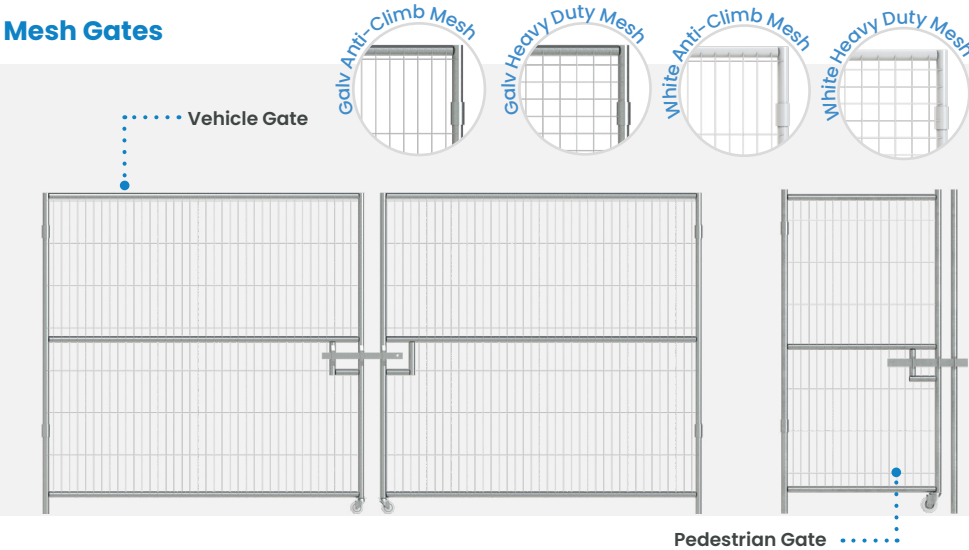 Mesh Gates
Galv Anti-Climb Mesh
Galv Heavy Duty Mesh
White Anti-Climb Mesh
White Heavy Duty Mesh
Vehicle Gate
Pedestrian Gate